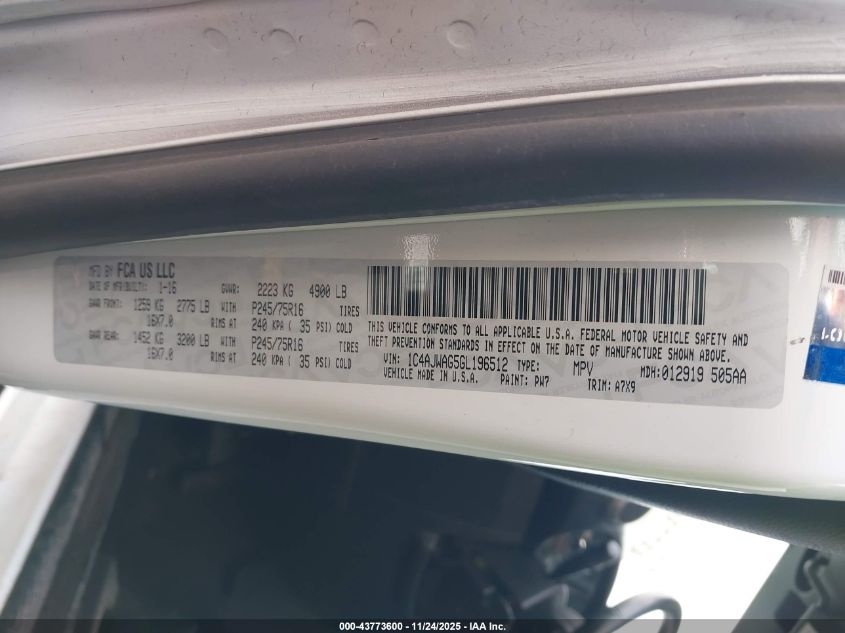 MFD BY FCA US LLC
DATE OF MFR(BUILT): 1-16 GVWR: 2223 KG 4900 LB
GAWR FRONT: 1259 KG 2775 LB WITH P245/75R16 TIRES
16X7.0 RIMS AT 240 KPA ( 35 PSI) COLD
GAWR REAR: 1452 KG 3200 LB WITH P245/75R16 TIRES
16X7.0 RIMS AT 240 KPA ( 35 PSI) COLD
THIS VEHICLE CONFORMS TO ALL APPLICABLE U.S.A. FEDERAL MOTOR VEHICLE SAFETY AND
THEFT PREVENTION STANDARDS IN EFFECT ON THE DATE OF MANUFACTURE SHOWN ABOVE.
VIN: 1C4AJWAG5GL196512 TYPE: MPV MDH:012919 505AA
VEHICLE MADE IN U.S.A. PAINT: PW7 TRIM: A7X9
000-43773600 - 11/24/2025 - IAA Inc.